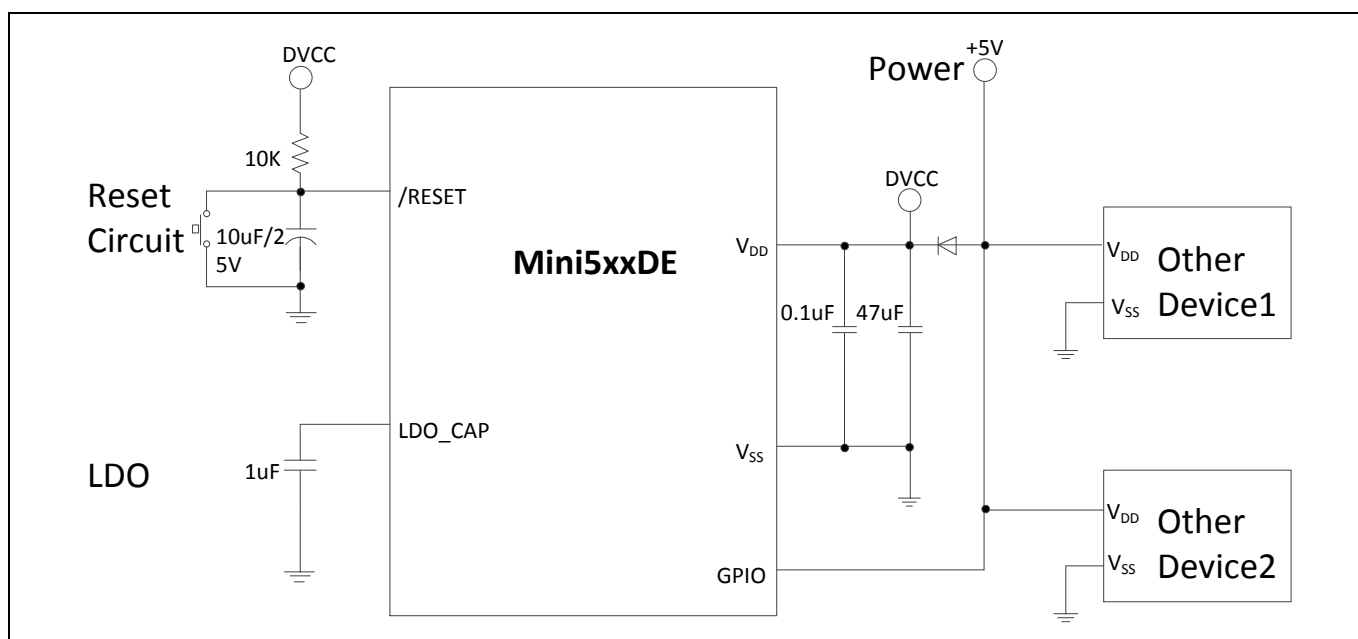 DVCC
10K
Reset
Circuit
10uF/2
5V
/RESET
Mini5xxDE
LDO_CAP
LDO
1uF
Power
+5V
DVCC
VDD
0.1uF
47uF
VSS
GPIO
VDD
Other
VSS
Device1
VDD
Other
VSS
Device2